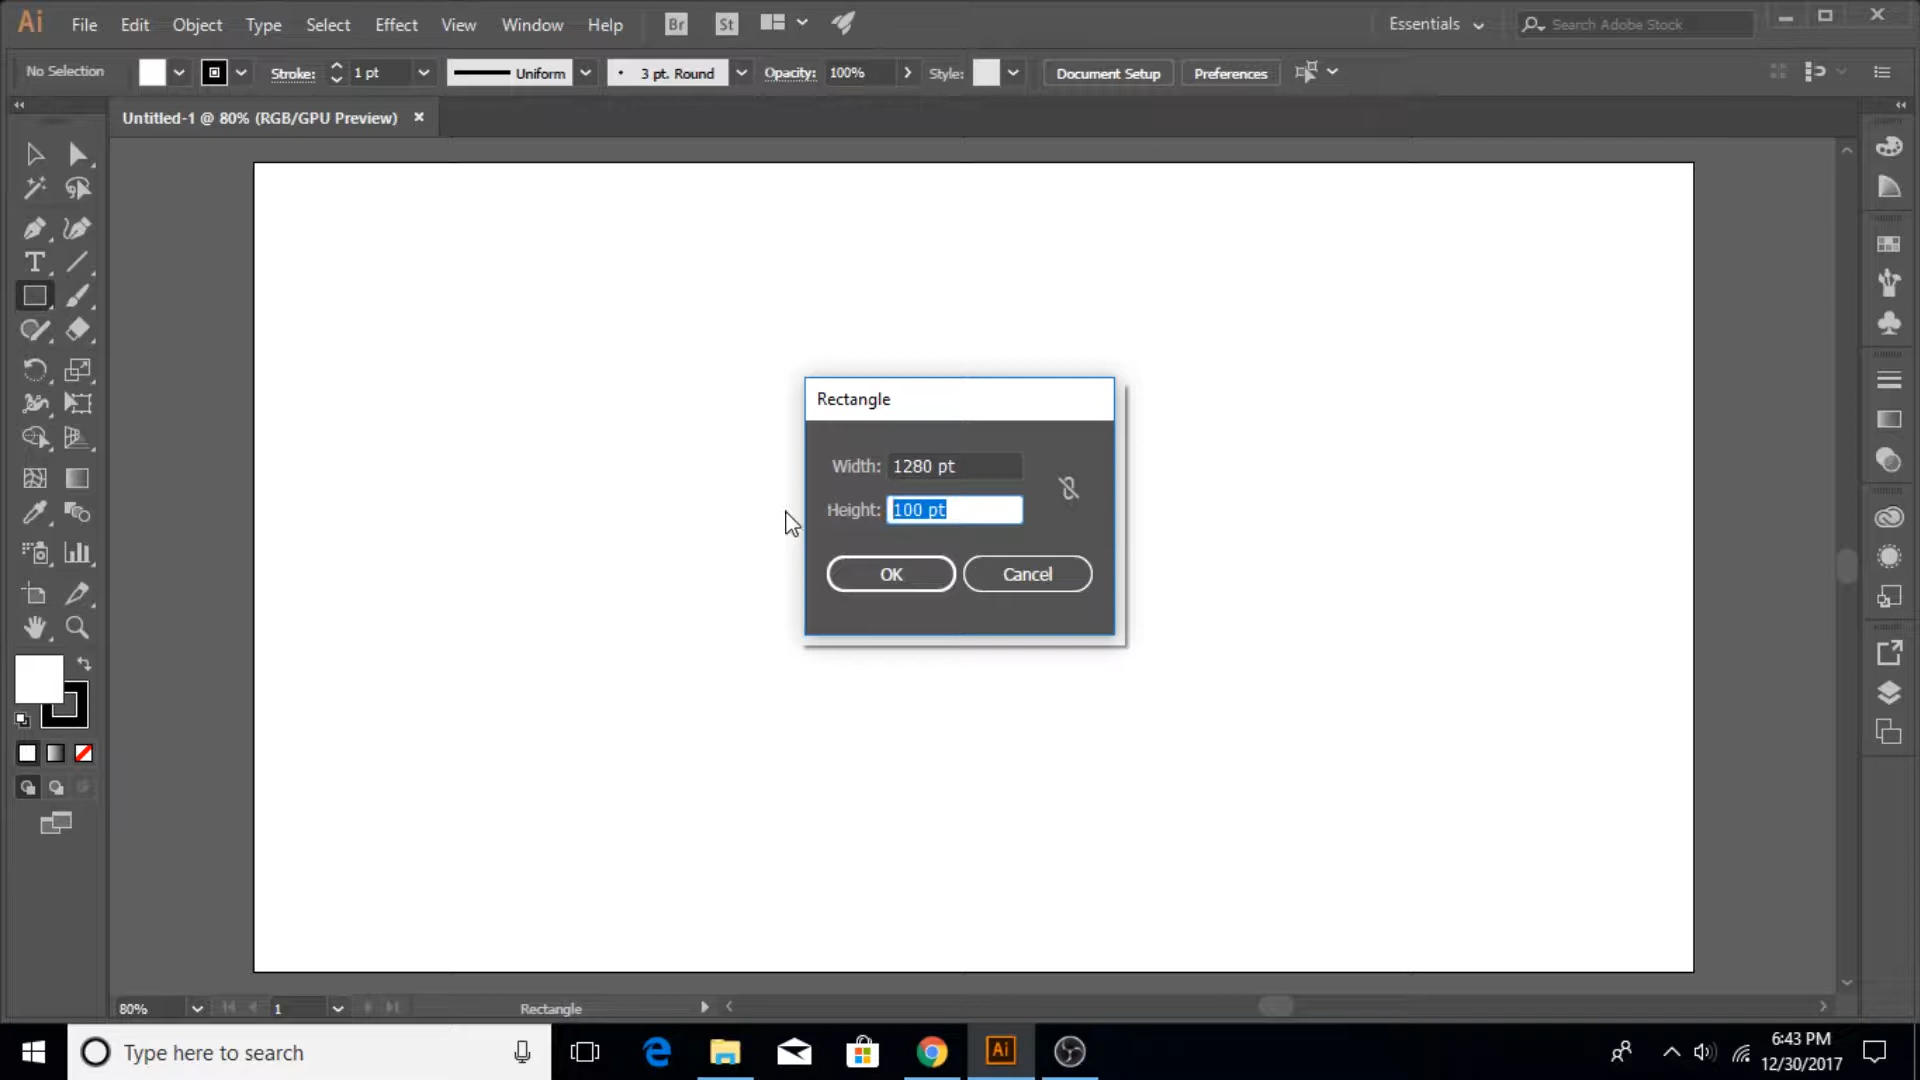 Ai File Edit Object Type Select Effect View Window Help Br St Essentials Search Adobe Stock
No Selection Stroke: 1 pt Uniform 3 pt. Round Opacity: 100% Style: Document Setup Preferences
Untitled-1 @ 80% (RGB/GPU Preview)
T
Rectangle
Width: 1280 pt
Height: 100 pt
OK Cancel
80% 1 Rectangle
Type here to search
Ai
6:43 PM
12/30/2017